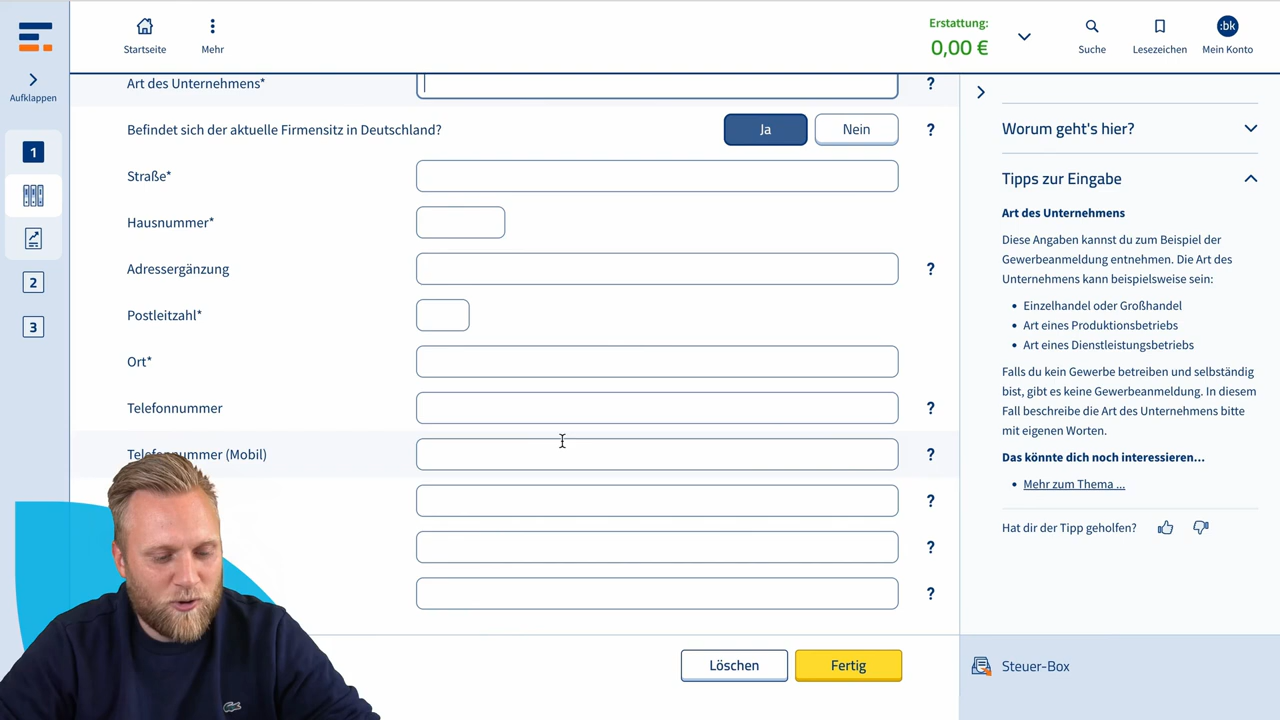 Startseite
Mehr
Erstattung:
0,00 €
Suche
:bk
Lesezeichen
Mein Konto
Aufklappen
1
2
3
Art des Unternehmens*
?
Befindet sich der aktuelle Firmensitz in Deutschland?
Ja
Nein
?
Straße*
Hausnummer*
Adressergänzung
?
Postleitzahl*
Ort*
Telefonnummer
?
Telefonnummer (Mobil)
?
?
?
?
Löschen
Fertig
Worum geht's hier?
Tipps zur Eingabe
Art des Unternehmens
Diese Angaben kannst du zum Beispiel der
Gewerbeanmeldung entnehmen. Die Art des
Unternehmens kann beispielsweise sein:
• Einzelhandel oder Großhandel
• Art eines Produktionsbetriebs
• Art eines Dienstleistungsbetriebs
Falls du kein Gewerbe betreiben und selbständig
bist, gibt es keine Gewerbeanmeldung. In diesem
Fall beschreibe die Art des Unternehmens bitte
mit eigenen Worten.
Das könnte dich noch interessieren...
• Mehr zum Thema ...
Hat dir der Tipp geholfen?
Steuer-Box